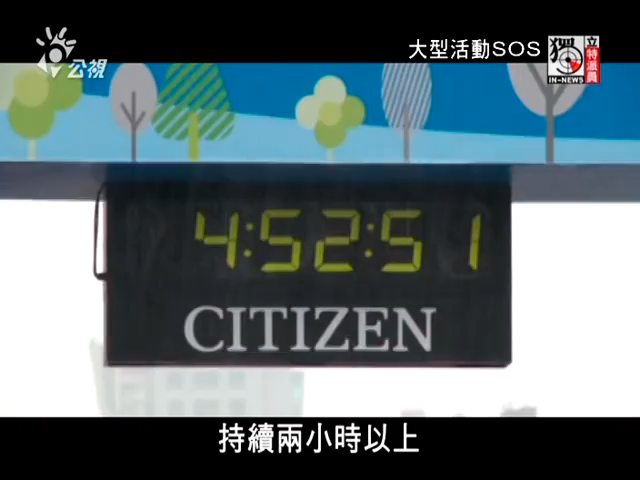 公視
大型活動SOS
獨
立特派員
IN-NEWS
4:52:51
CITIZEN
持續兩小時以上